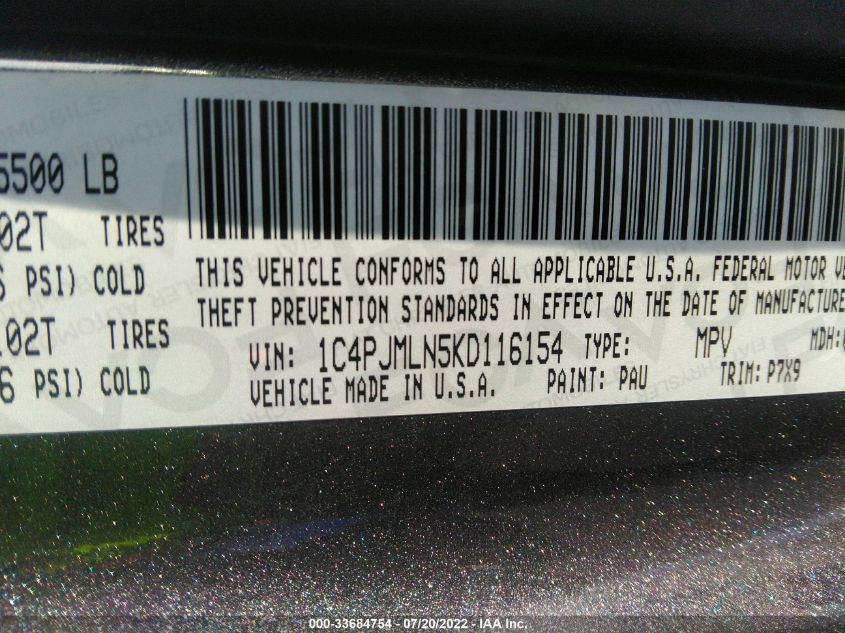 5500 LB
02T TIRES
PSI) COLD
102T TIRES
6 PSI) COLD
THIS VEHICLE CONFORMS TO ALL APPLICABLE U.S.A. FEDERAL MOTOR VE
THEFT PREVENTION STANDARDS IN EFFECT ON THE DATE OF MANUFACTURE
VIN: 1C4PJMLN5KD116154 TYPE: MPV MDH:
VEHICLE MADE IN U.S.A. PAINT: PAU TRIM: P7X9
000-33684754 - 07/20/2022 - IAA Inc.